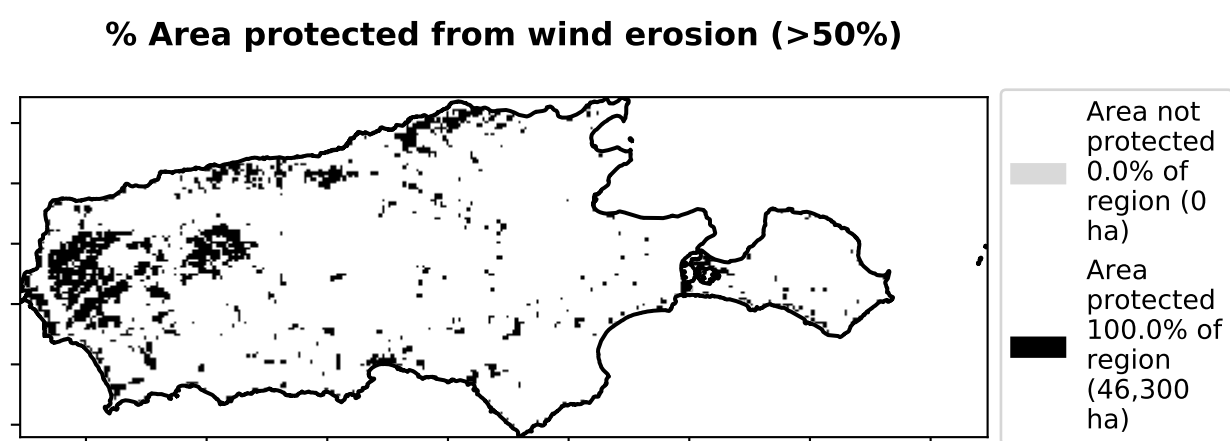 % Area protected from wind erosion (>50%)
Area not
protected
0.0% of
region (0
ha)
Area
protected
100.0% of
region
(46,300
ha)